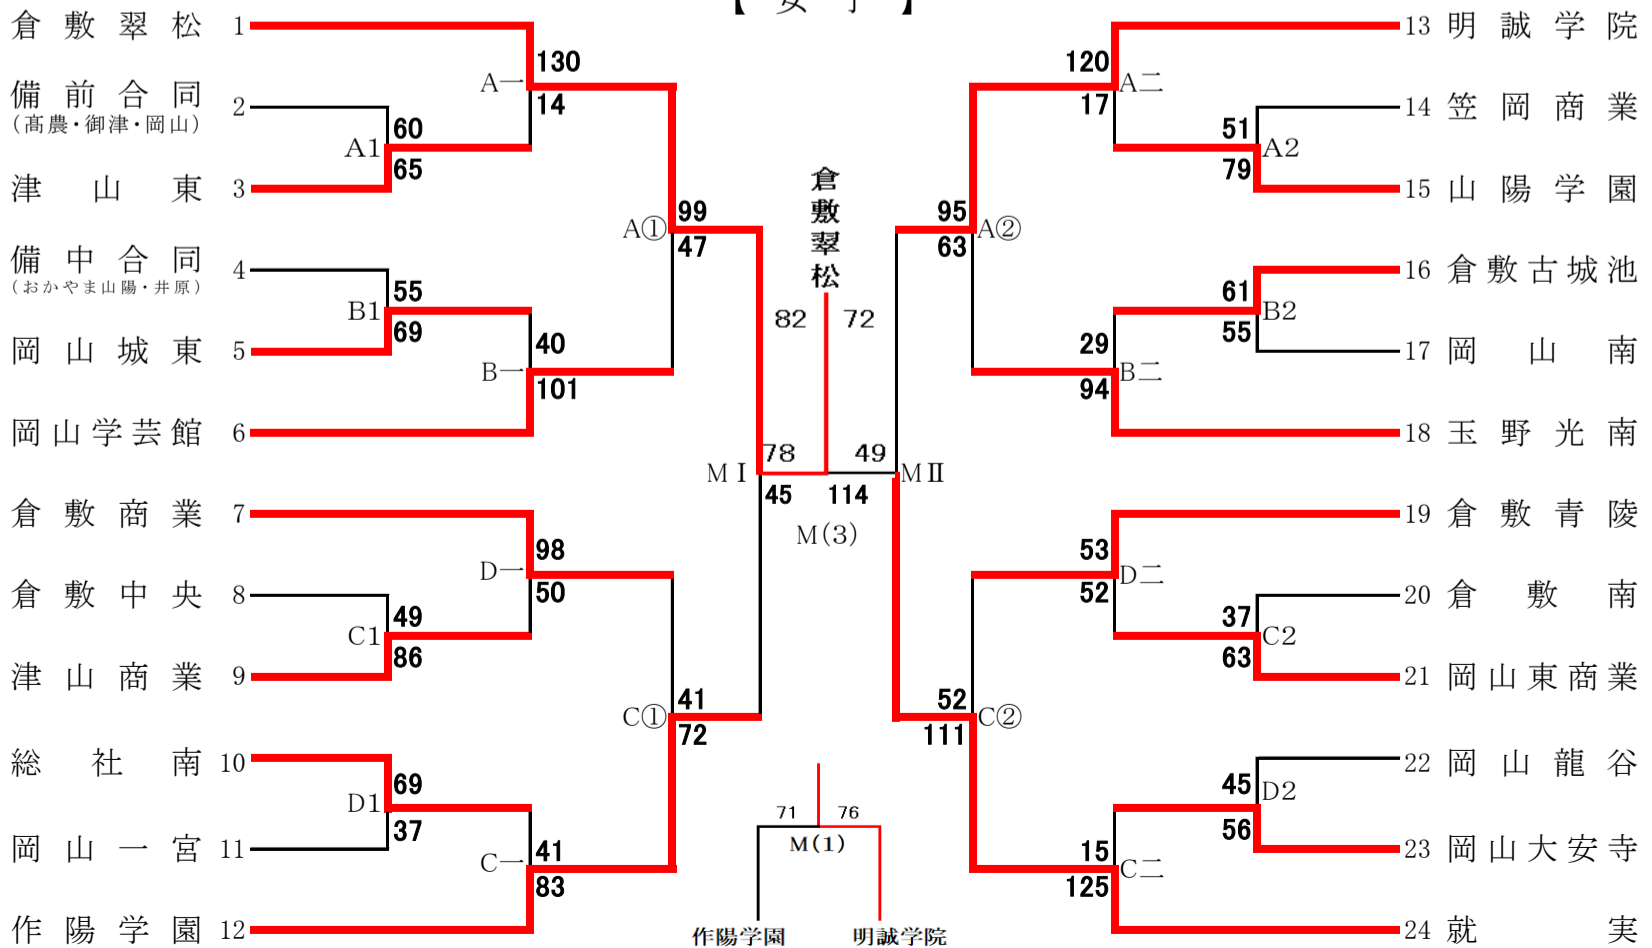 【 女 子 】
倉敷翠松 1
備前合同 2
(髙農・御津・岡山)
津山東 3
備中合同 4
(おかやま山陽・井原)
岡山城東 5
岡山学芸館 6
倉敷商業 7
倉敷中央 8
津山商業 9
総社南 10
岡山一宮 11
作陽学園 12
A1
60
65
B1
55
69
C1
49
86
D1
69
37
A一
130
14
B一
40
101
D一
98
50
C一
41
83
A①
99
47
C①
41
72
MⅠ
78
45
倉敷翠松
82 72
M(3)
49
114
MⅡ
71 76
M(1)
作陽学園 明誠学院
95
63
A②
52
111
C②
120
17
A二
29
94
B二
53
52
D二
15
125
C二
51
79
A2
61
55
B2
37
63
C2
45
56
D2
13 明誠学院
14 笠岡商業
15 山陽学園
16 倉敷古城池
17 岡山南
18 玉野光南
19 倉敷青陵
20 倉敷南
21 岡山東商業
22 岡山龍谷
23 岡山大安寺
24 就実